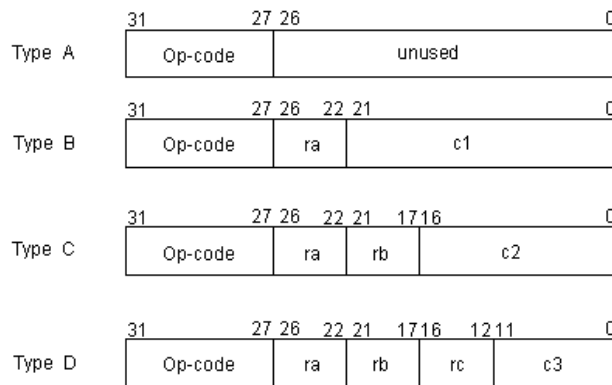 31 27 26 0
Type A Op-code unused
31 27 26 22 21 0
Type B Op-code ra c1
31 27 26 22 21 17 16 0
Type C Op-code ra rb c2
31 27 26 22 21 17 16 12 11 0
Type D Op-code ra rb rc c3